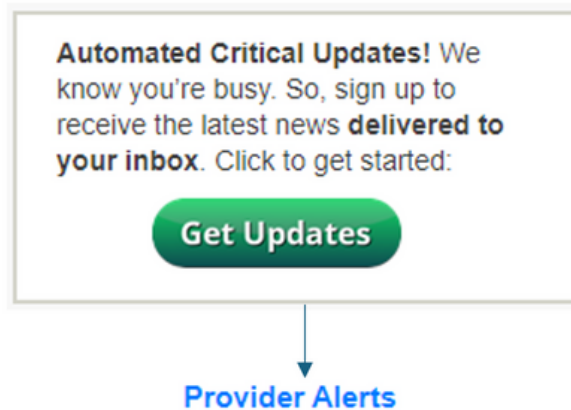 Automated Critical Updates! We
know you’re busy. So, sign up to
receive the latest news delivered to
your inbox. Click to get started:
Get Updates
Provider Alerts